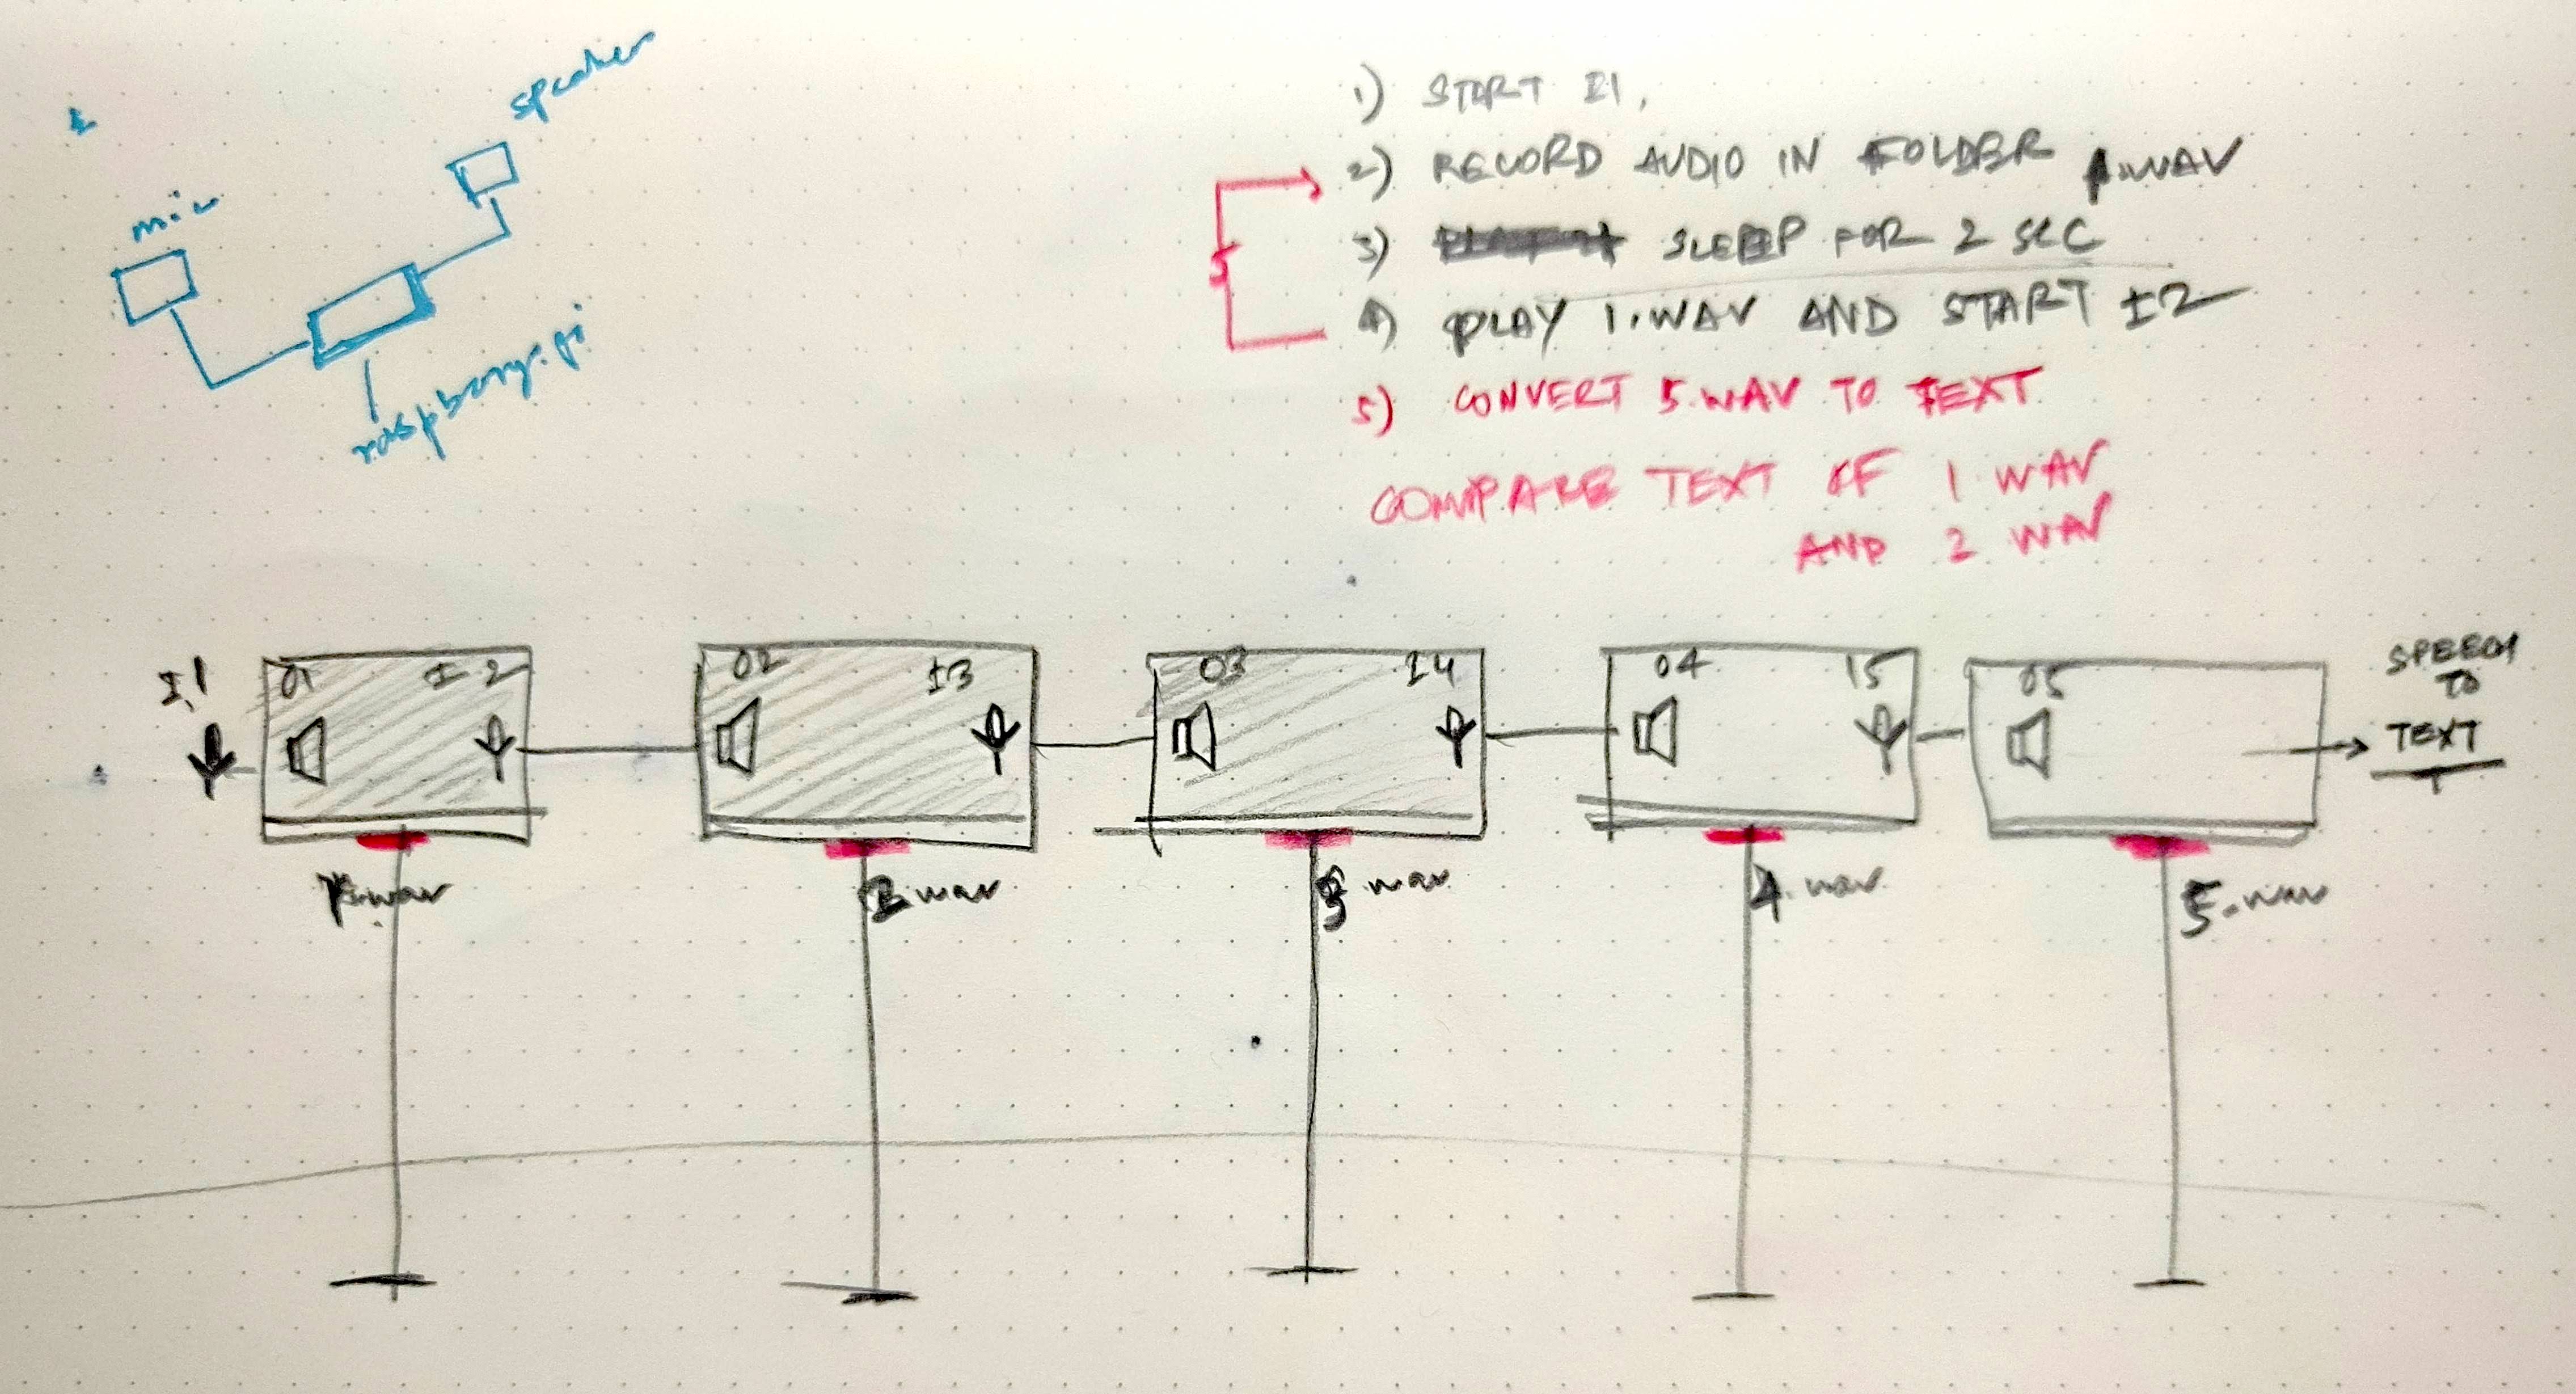 speaker
mic
raspberry.pi
1) START I1,
2) RECORD AUDIO IN FOLDER 1.WAV
3) SLEEP FOR 2 SEC
4) PLAY 1.WAV AND START I2
5) CONVERT 5.WAV TO TEXT
COMPARE TEXT OF 1 WAV
AND 2 WAV
5
I1
O1 I2
O2 I3
O3 I4
O4 I5
O5
SPEECH
TO
TEXT
1.wav
2.wav
3.wav
4.wav
5.wav